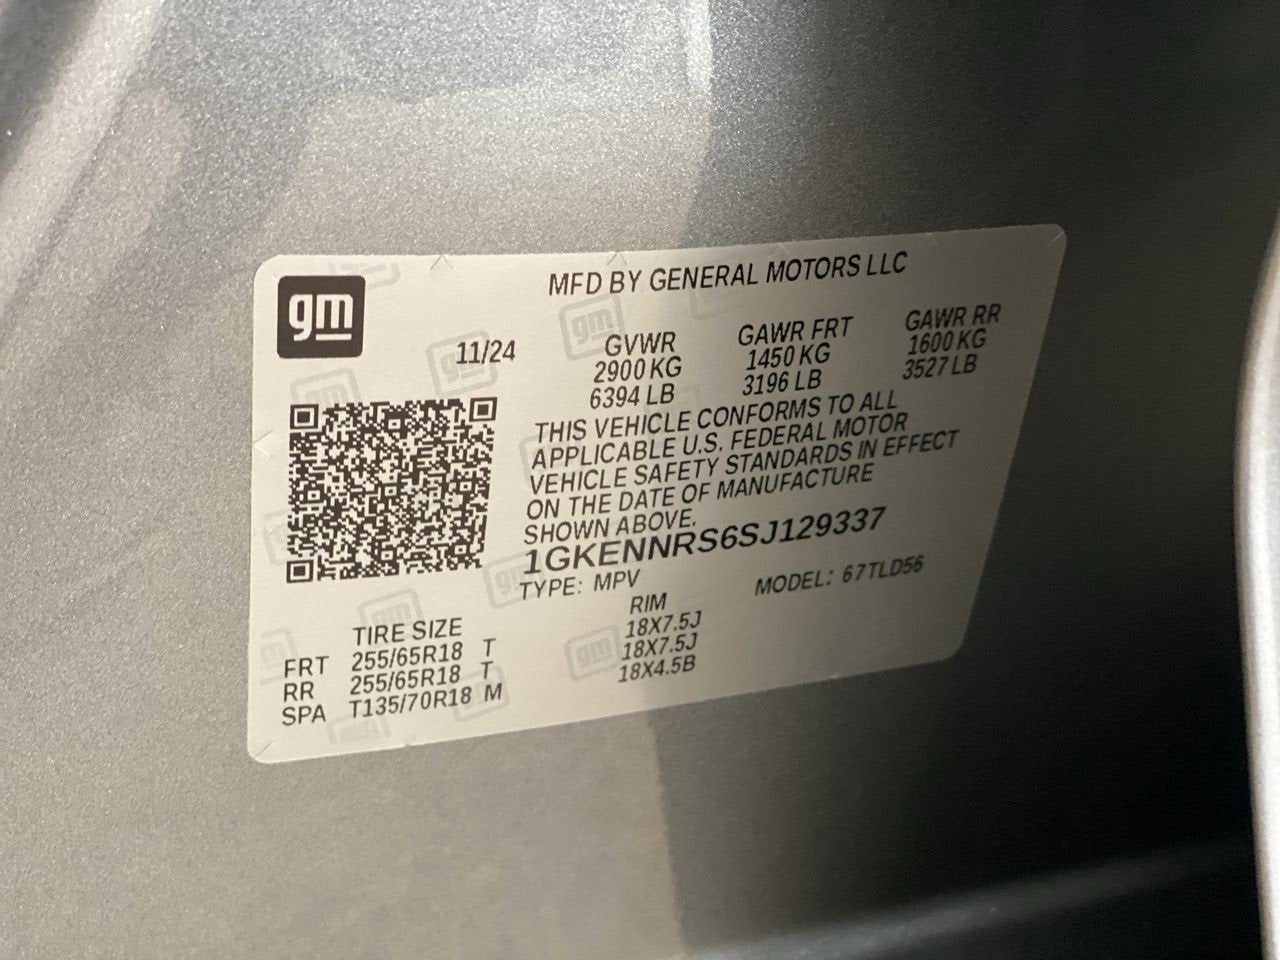 gm
MFD BY GENERAL MOTORS LLC
11/24 GVWR GAWR FRT GAWR RR
2900 KG 1450 KG 1600 KG
6394 LB 3196 LB 3527 LB
THIS VEHICLE CONFORMS TO ALL
APPLICABLE U.S. FEDERAL MOTOR
VEHICLE SAFETY STANDARDS IN EFFECT
ON THE DATE OF MANUFACTURE
SHOWN ABOVE.
1GKENNRS6SJ129337
TYPE: MPV MODEL: 67TLD56
TIRE SIZE RIM
FRT 255/65R18 T 18X7.5J
RR 255/65R18 T 18X7.5J
SPA T135/70R18 M 18X4.5B